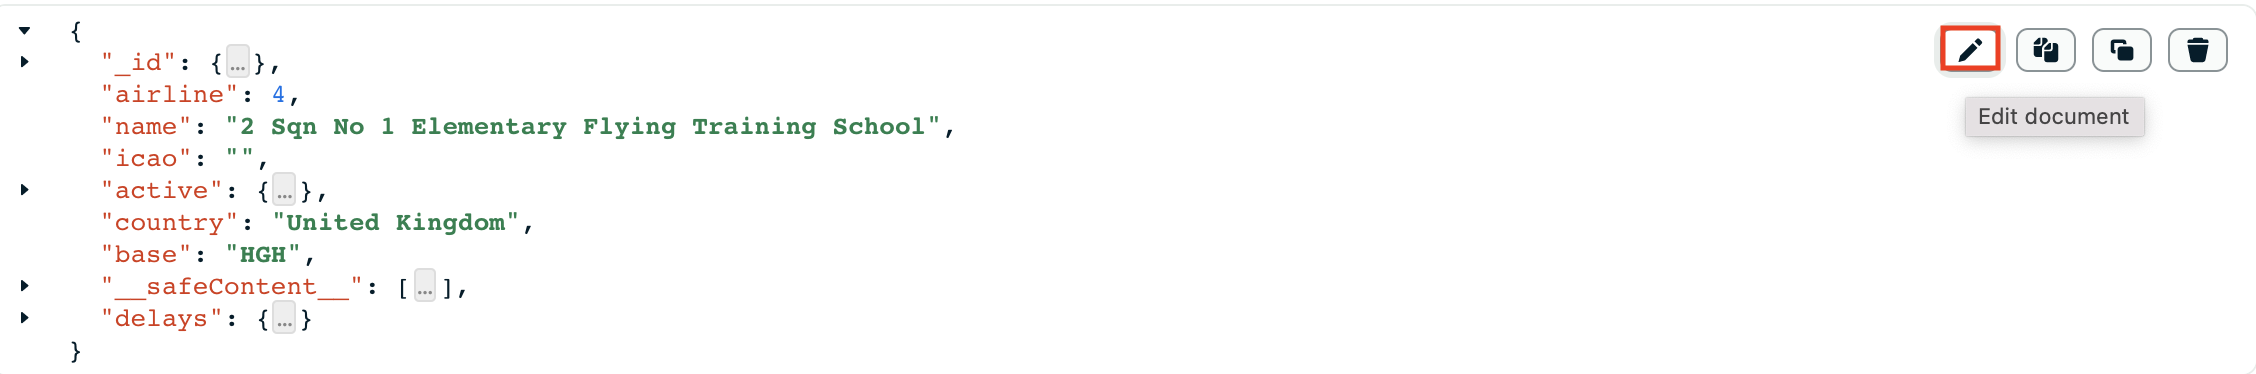 {
"_id": {...},
"airline": 4,
"name": "2 Sqn No 1 Elementary Flying Training School",
"icao": "",
"active": {...},
"country": "United Kingdom",
"base": "HGH",
"__safeContent__": [...],
"delays": {...}
}
Edit document